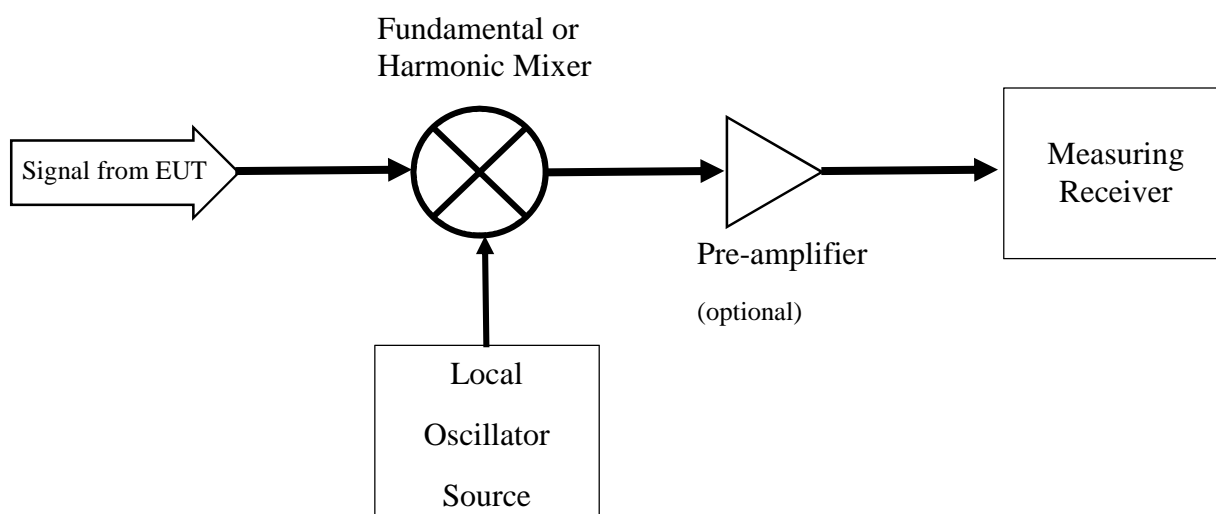 Fundamental or
Harmonic Mixer
Signal from EUT
Measuring
Receiver
Pre-amplifier
(optional)
Local
Oscillator
Source